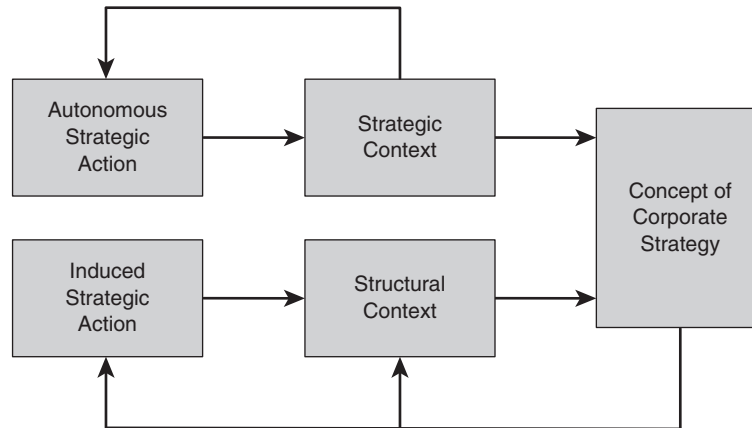 Autonomous
Strategic
Action
Strategic
Context
Concept of
Corporate
Strategy
Induced
Strategic
Action
Structural
Context